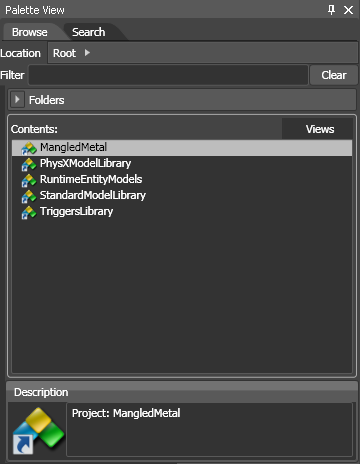 Palette View
Browse Search
Location Root
Filter Clear
Folders
Contents: Views
MangledMetal
PhysXModelLibrary
RuntimeEntityModels
StandardModelLibrary
TriggersLibrary
Description
Project: MangledMetal